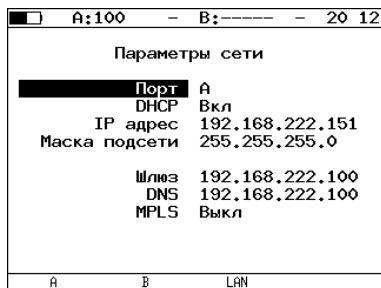 A:100 – B:----- – 20 12
Параметры сети
Порт A
DHCP Вкл
IP адрес 192.168.222.151
Маска подсети 255.255.255.0
Шлюз 192.168.222.100
DNS 192.168.222.100
MPLS Выкл
A B LAN